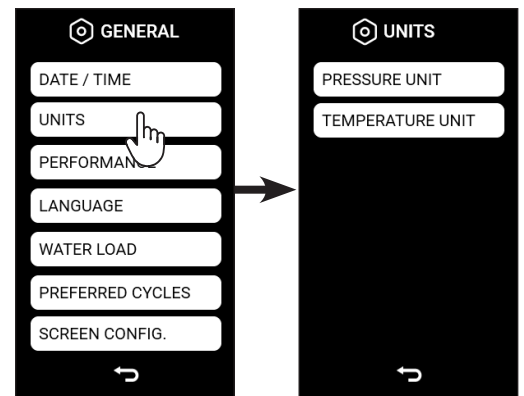 GENERAL
DATE / TIME
UNITS
PERFORMANCE
LANGUAGE
WATER LOAD
PREFERRED CYCLES
SCREEN CONFIG.
UNITS
PRESSURE UNIT
TEMPERATURE UNIT